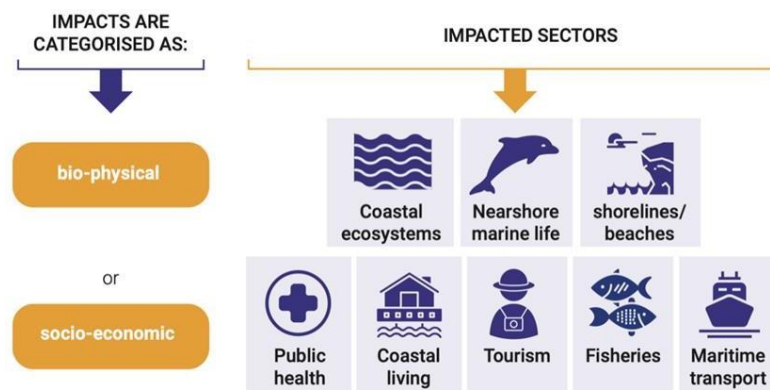 IMPACTS ARE
CATEGORISED AS:
IMPACTED SECTORS
bio-physical
Coastal
ecosystems
Nearshore
marine life
shorelines/
beaches
or
socio-economic
Public
health
Coastal
living
Tourism
Fisheries
Maritime
transport